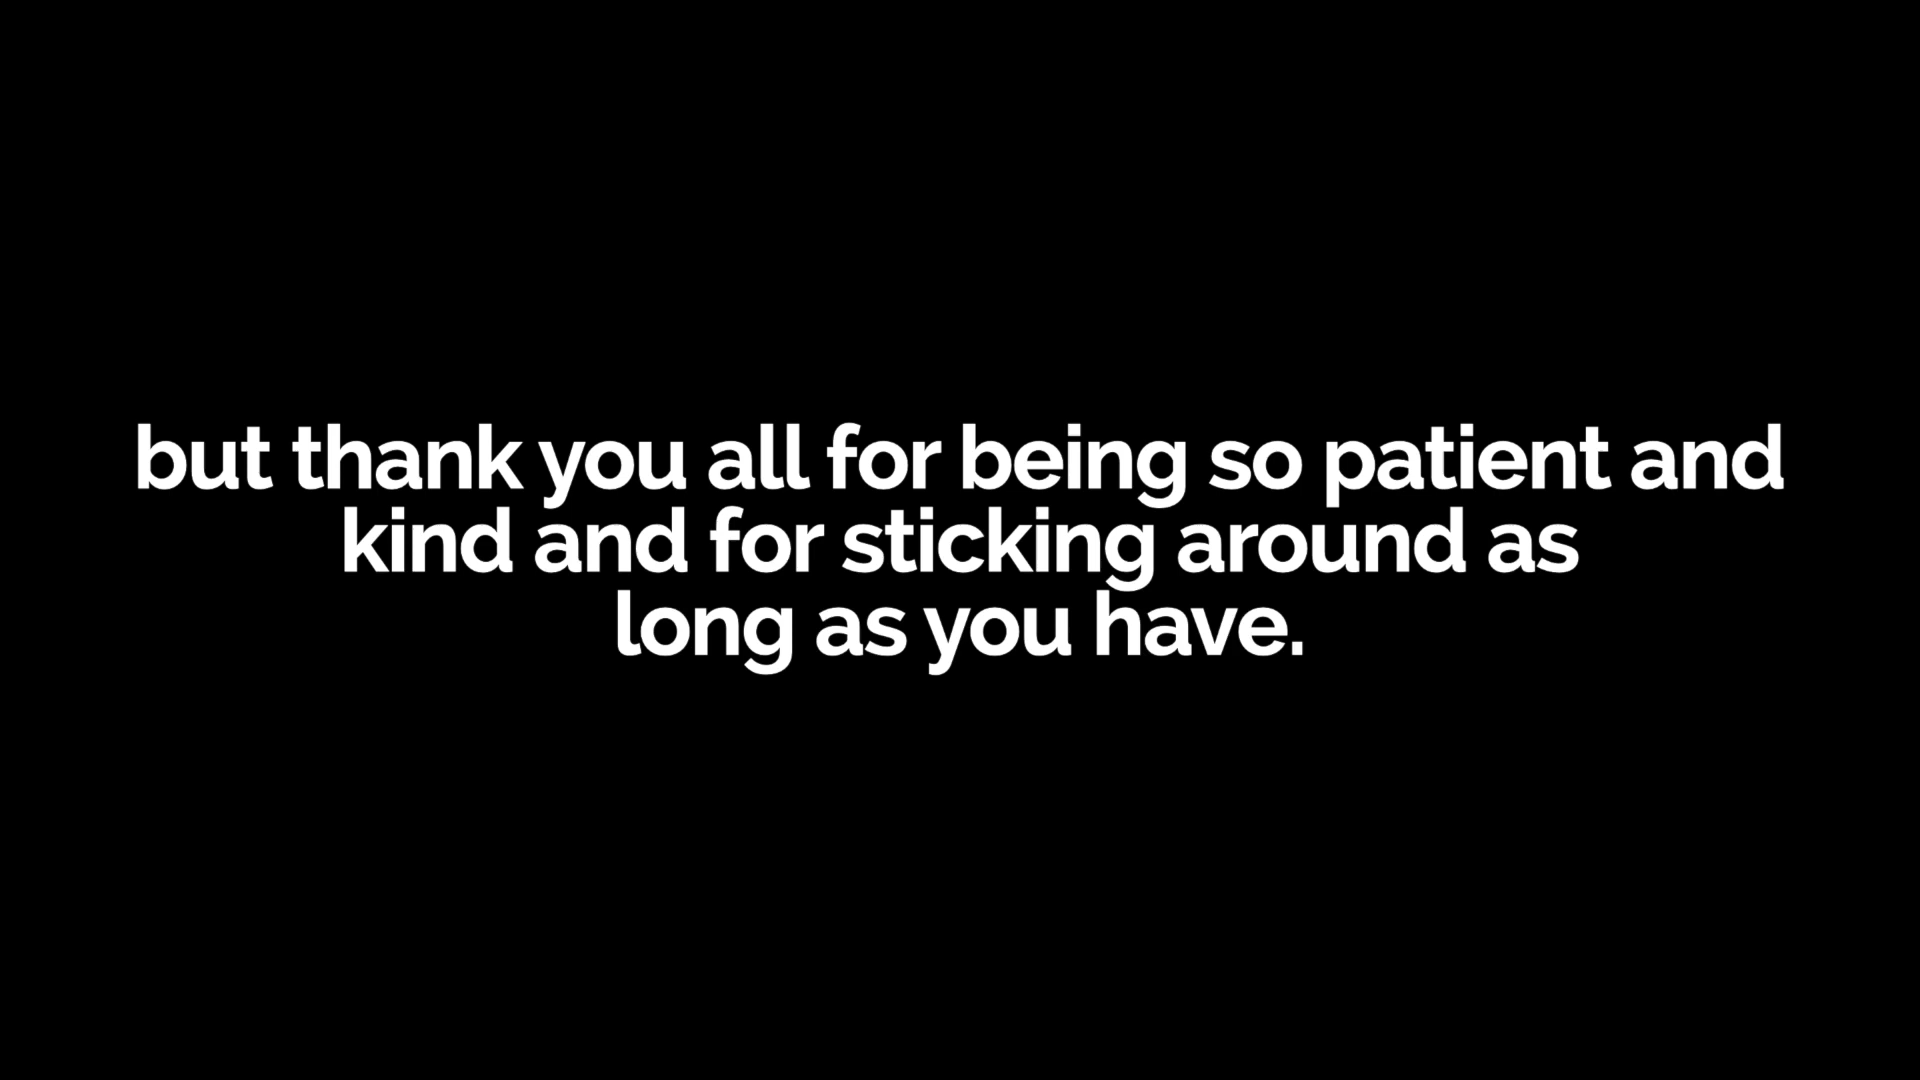 but thank you all for being so patient and
kind and for sticking around as
long as you have.